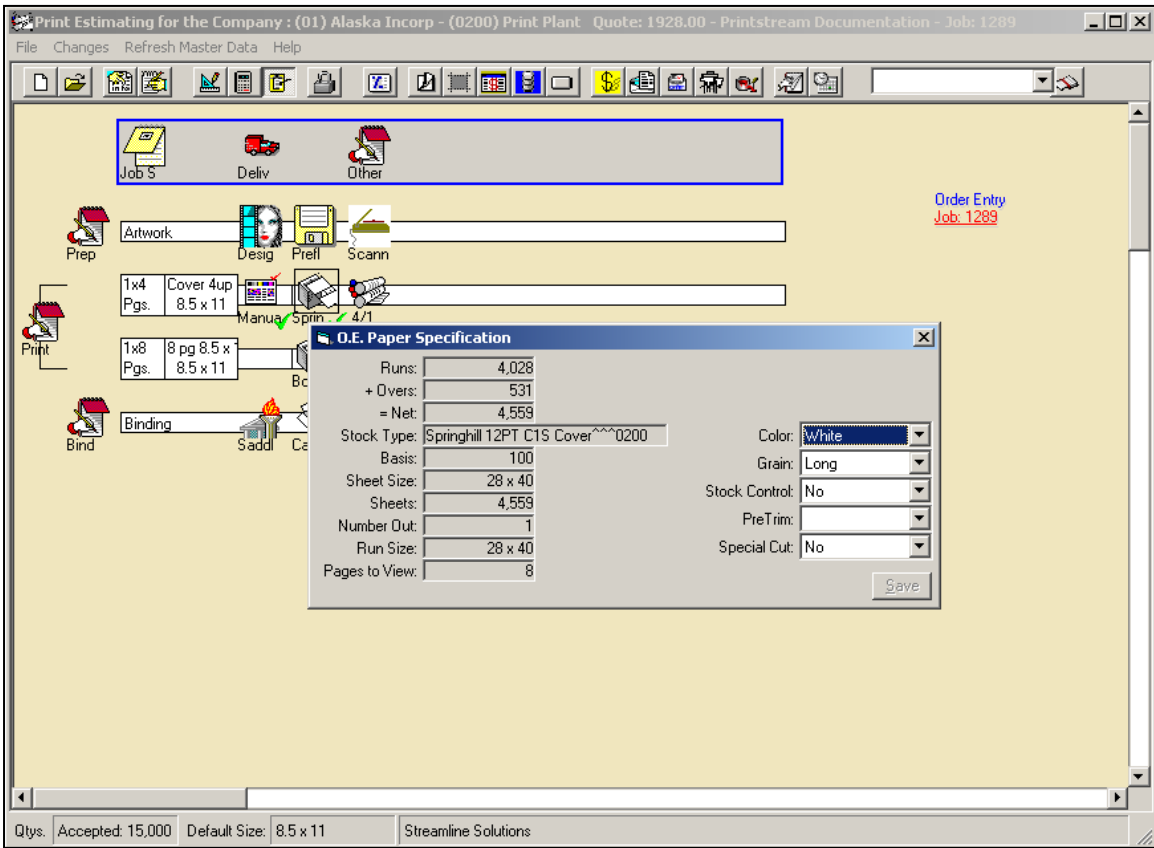 Print Estimating for the Company : (01) Alaska Incorp - (0200) Print Plant   Quote: 1928.00 - Printstream Documentation - Job: 1289
File Changes Refresh Master Data Help
Job S Deliv Other
Order Entry
Job: 1289
Artwork
Prep Desig Prefl Scann
1x4 Cover 4up
Pgs. 8.5 x 11
Manua Sprin 4/1
Print
1x8 8 pg 8.5 x
Pgs. 8.5 x 11
Bo
Binding
Bind Saddl Ca
O.E. Paper Specification
Runs: 4,028
+ Overs: 531
= Net: 4,559
Stock Type: Springhill 12PT C1S Cover^^^0200
Basis: 100
Sheet Size: 28 x 40
Sheets: 4,559
Number Out: 1
Run Size: 28 x 40
Pages to View: 8
Color: White
Grain: Long
Stock Control: No
PreTrim:
Special Cut: No
Save
Qtys. Accepted: 15,000 Default Size: 8.5 x 11 Streamline Solutions